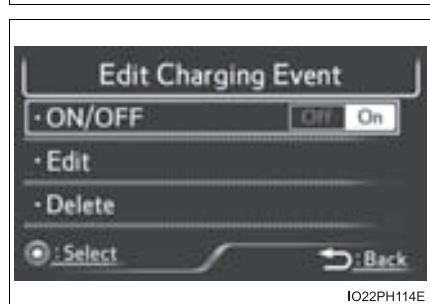 Edit Charging Event
・ON/OFF Off On
・Edit
・Delete
:Select :Back
IO22PH114E